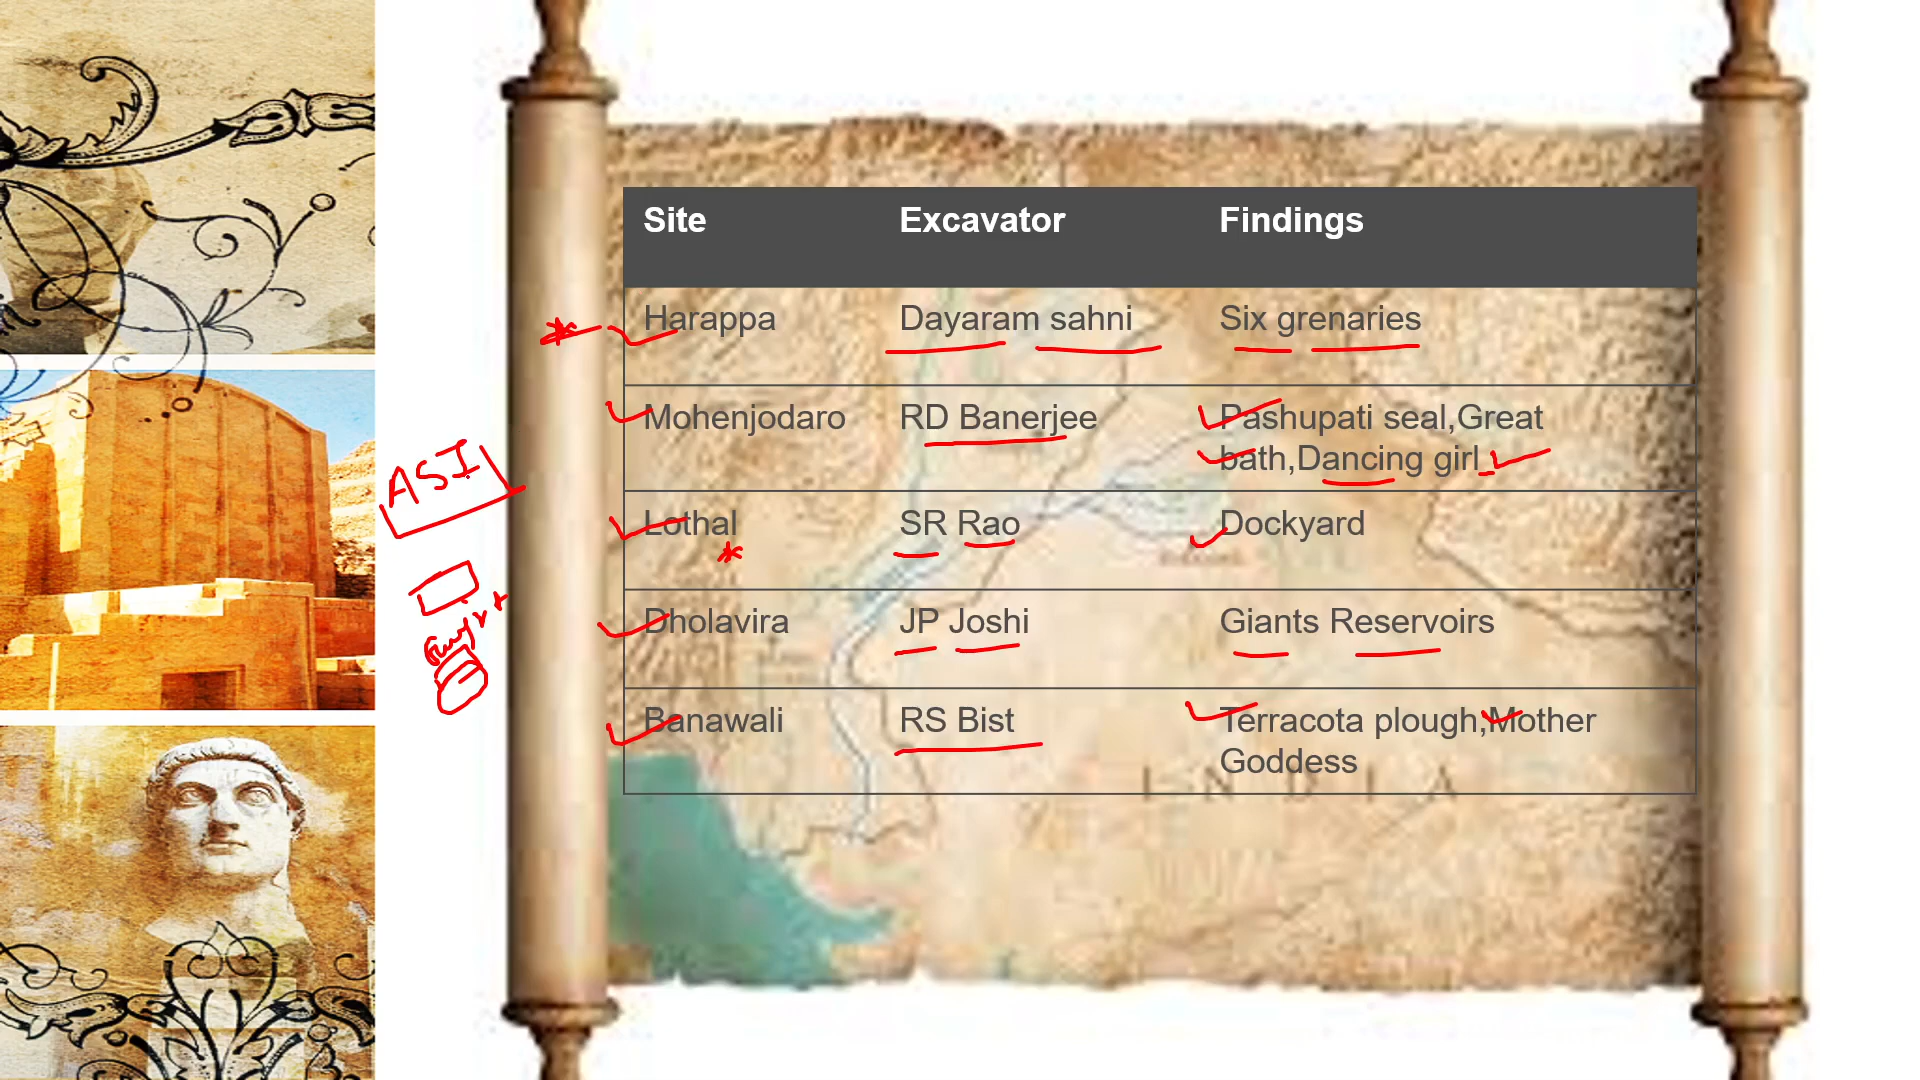 Site Excavator Findings
Harappa Dayaram sahni Six grenaries
Mohenjodaro RD Banerjee Pashupati seal,Great
bath,Dancing girl
ASI
Lothal SR Rao Dockyard
Dholavira JP Joshi Giants Reservoirs
Banawali RS Bist Terracota plough,Mother
Goddess
I N D I A